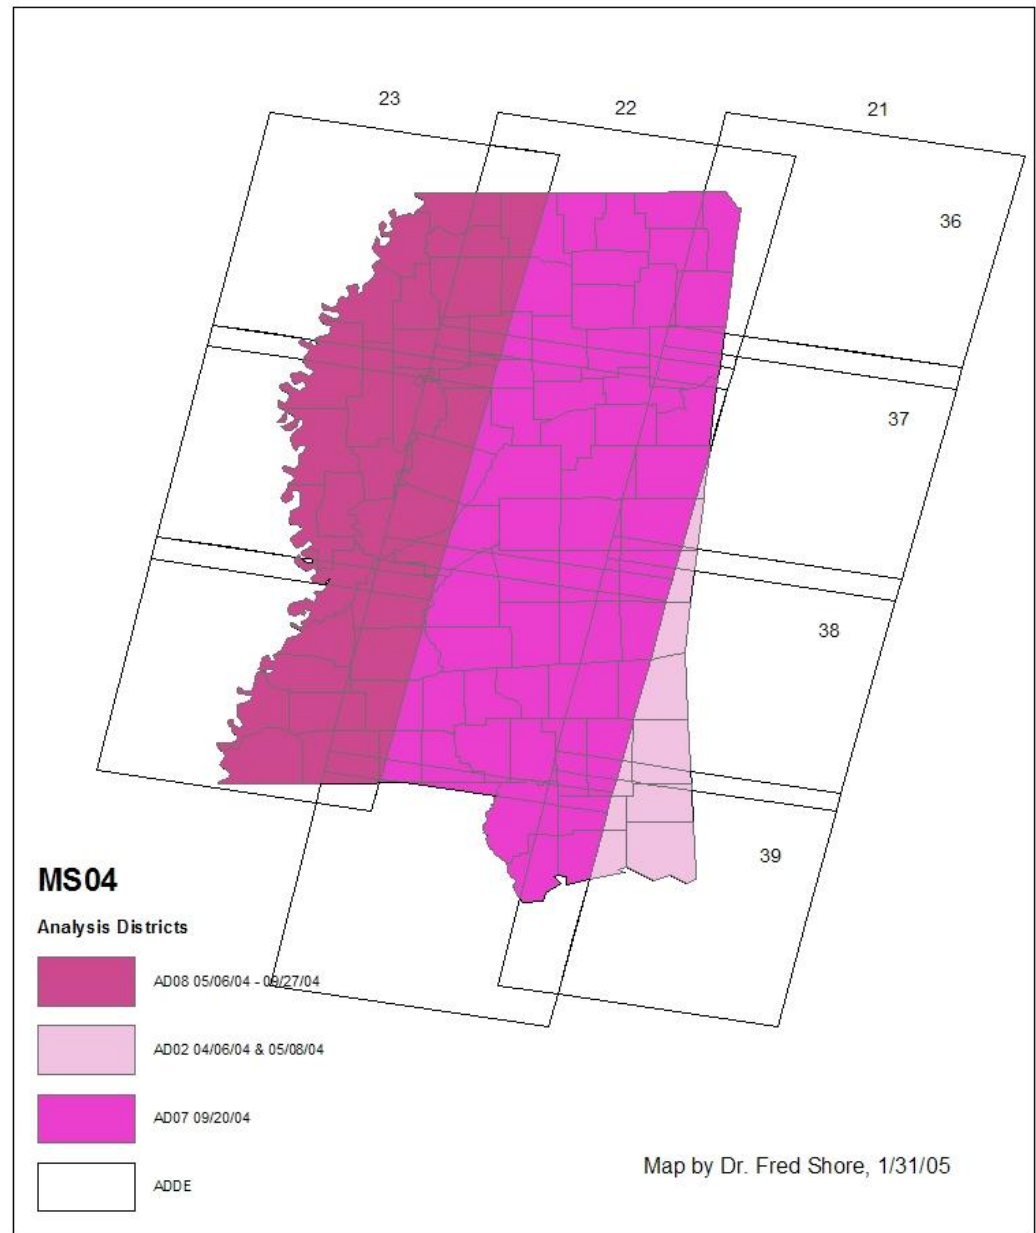 23
22
21
36
37
38
39
MS04
Analysis Districts
AD08 05/06/04 - 09/27/04
AD02 04/06/04 & 05/08/04
AD07 09/20/04
ADDE
Map by Dr. Fred Shore, 1/31/05